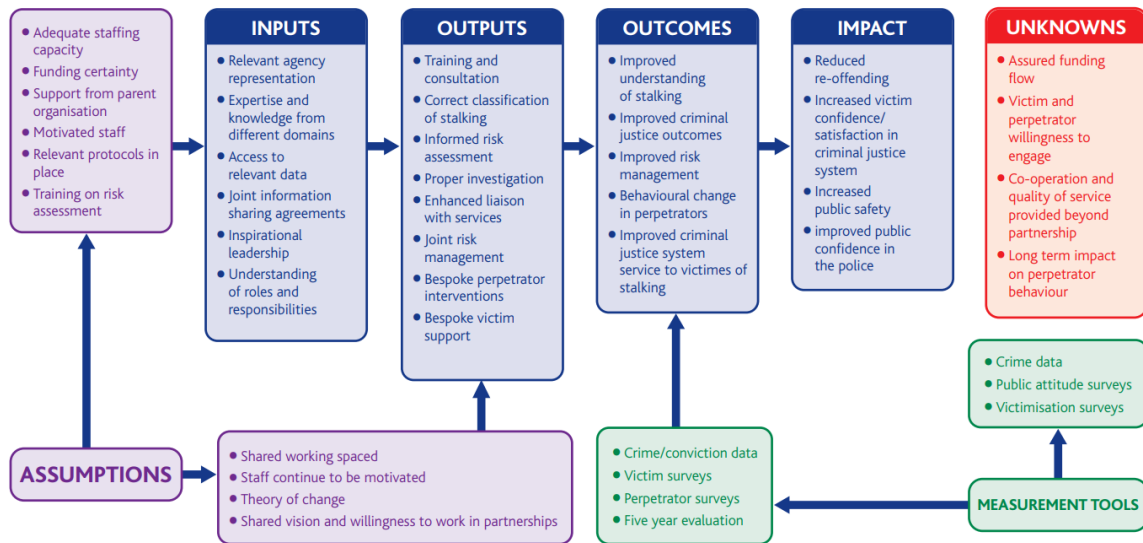 ● Adequate staffing
capacity
● Funding certainty
● Support from parent
organisation
● Motivated staff
● Relevant protocols in
place
● Training on risk
assessment
INPUTS
● Relevant agency
representation
● Expertise and
knowledge from
different domains
● Access to
relevant data
● Joint information
sharing agreements
● Inspirational
leadership
● Understanding
of roles and
responsibilities
OUTPUTS
● Training and
consultation
● Correct classification
of stalking
● Informed risk
assessment
● Proper investigation
● Enhanced liaison
with services
● Joint risk
management
● Bespoke perpetrator
interventions
● Bespoke victim
support
OUTCOMES
● Improved
understanding
of stalking
● Improved criminal
justice outcomes
● Improved risk
management
● Behavioural change
in perpetrators
● Improved criminal
justice system
service to victimes of
stalking
IMPACT
● Reduced
re-offending
● Increased victim
confidence/
satisfaction in
criminal justice
system
● Increased
public safety
● improved public
confidence in
the police
UNKNOWNS
● Assured funding
flow
● Victim and
perpetrator
willingness to
engage
● Co-operation and
quality of service
provided beyond
partnership
● Long term impact
on perpetrator
behaviour
ASSUMPTIONS
● Shared working spaced
● Staff continue to be motivated
● Theory of change
● Shared vision and willingness to work in partnerships
● Crime/conviction data
● Victim surveys
● Perpetrator surveys
● Five year evaluation
● Crime data
● Public attitude surveys
● Victimisation surveys
MEASUREMENT TOOLS